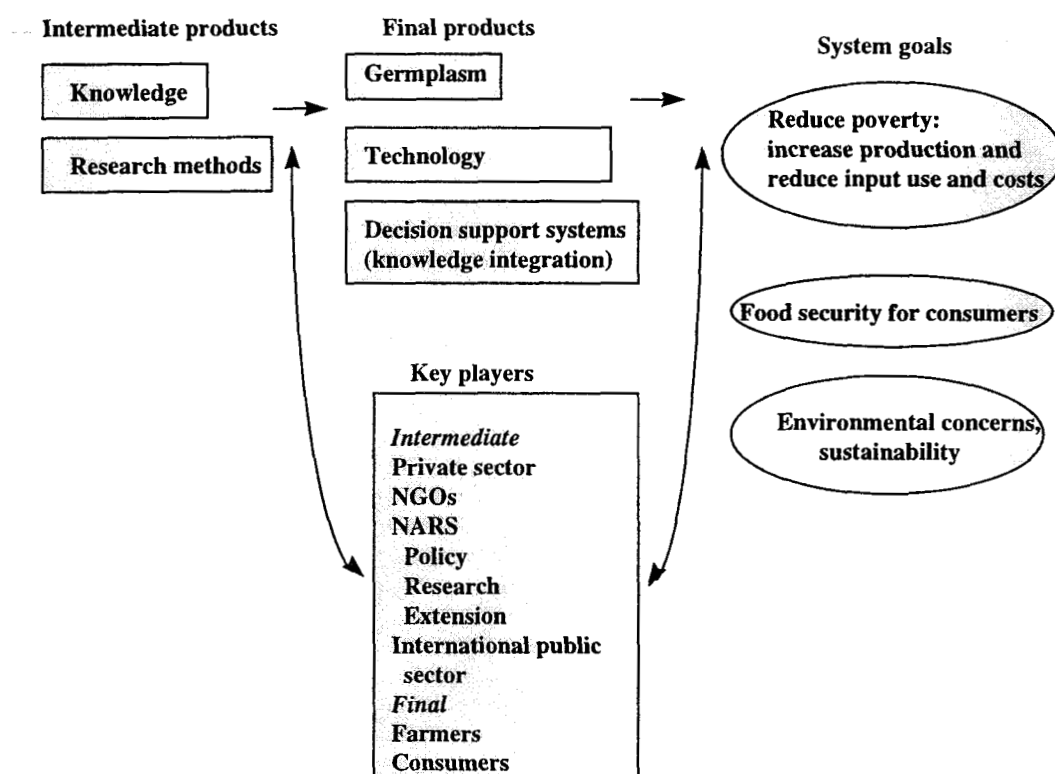 Intermediate products
Knowledge
Research methods
Final products
Germplasm
Technology
Decision support systems
(knowledge integration)
System goals
Reduce poverty:
increase production and
reduce input use and costs
Food security for consumers
Environmental concerns,
sustainability
Key players
Intermediate
Private sector
NGOs
NARS
Policy
Research
Extension
International public
sector
Final
Farmers
Consumers